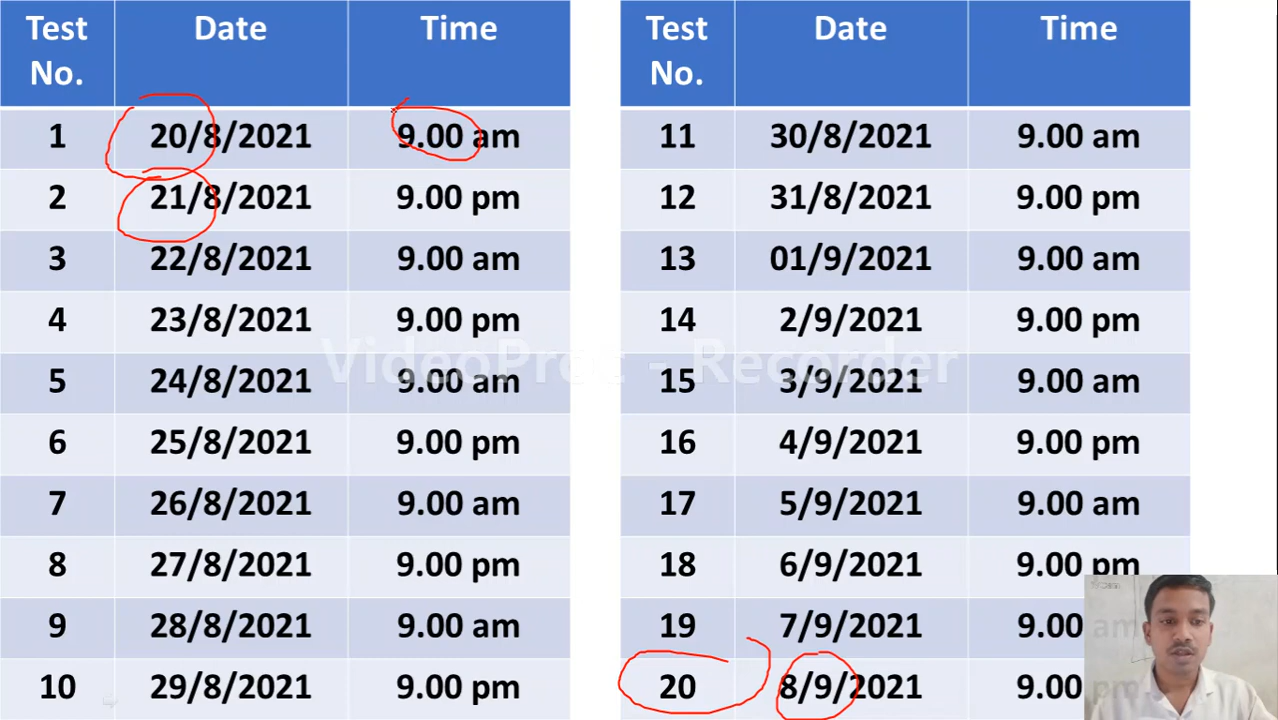 Test No. Date Time
1 20/8/2021 9.00 am
2 21/8/2021 9.00 pm
3 22/8/2021 9.00 am
4 23/8/2021 9.00 pm
5 24/8/2021 9.00 am
6 25/8/2021 9.00 pm
7 26/8/2021 9.00 am
8 27/8/2021 9.00 pm
9 28/8/2021 9.00 am
10 29/8/2021 9.00 pm
Test No. Date Time
11 30/8/2021 9.00 am
12 31/8/2021 9.00 pm
13 01/9/2021 9.00 am
14 2/9/2021 9.00 pm
15 3/9/2021 9.00 am
16 4/9/2021 9.00 pm
17 5/9/2021 9.00 am
18 6/9/2021 9.00 pm
19 7/9/2021 9.00 am
20 8/9/2021 9.00
VideoProc - Recorder